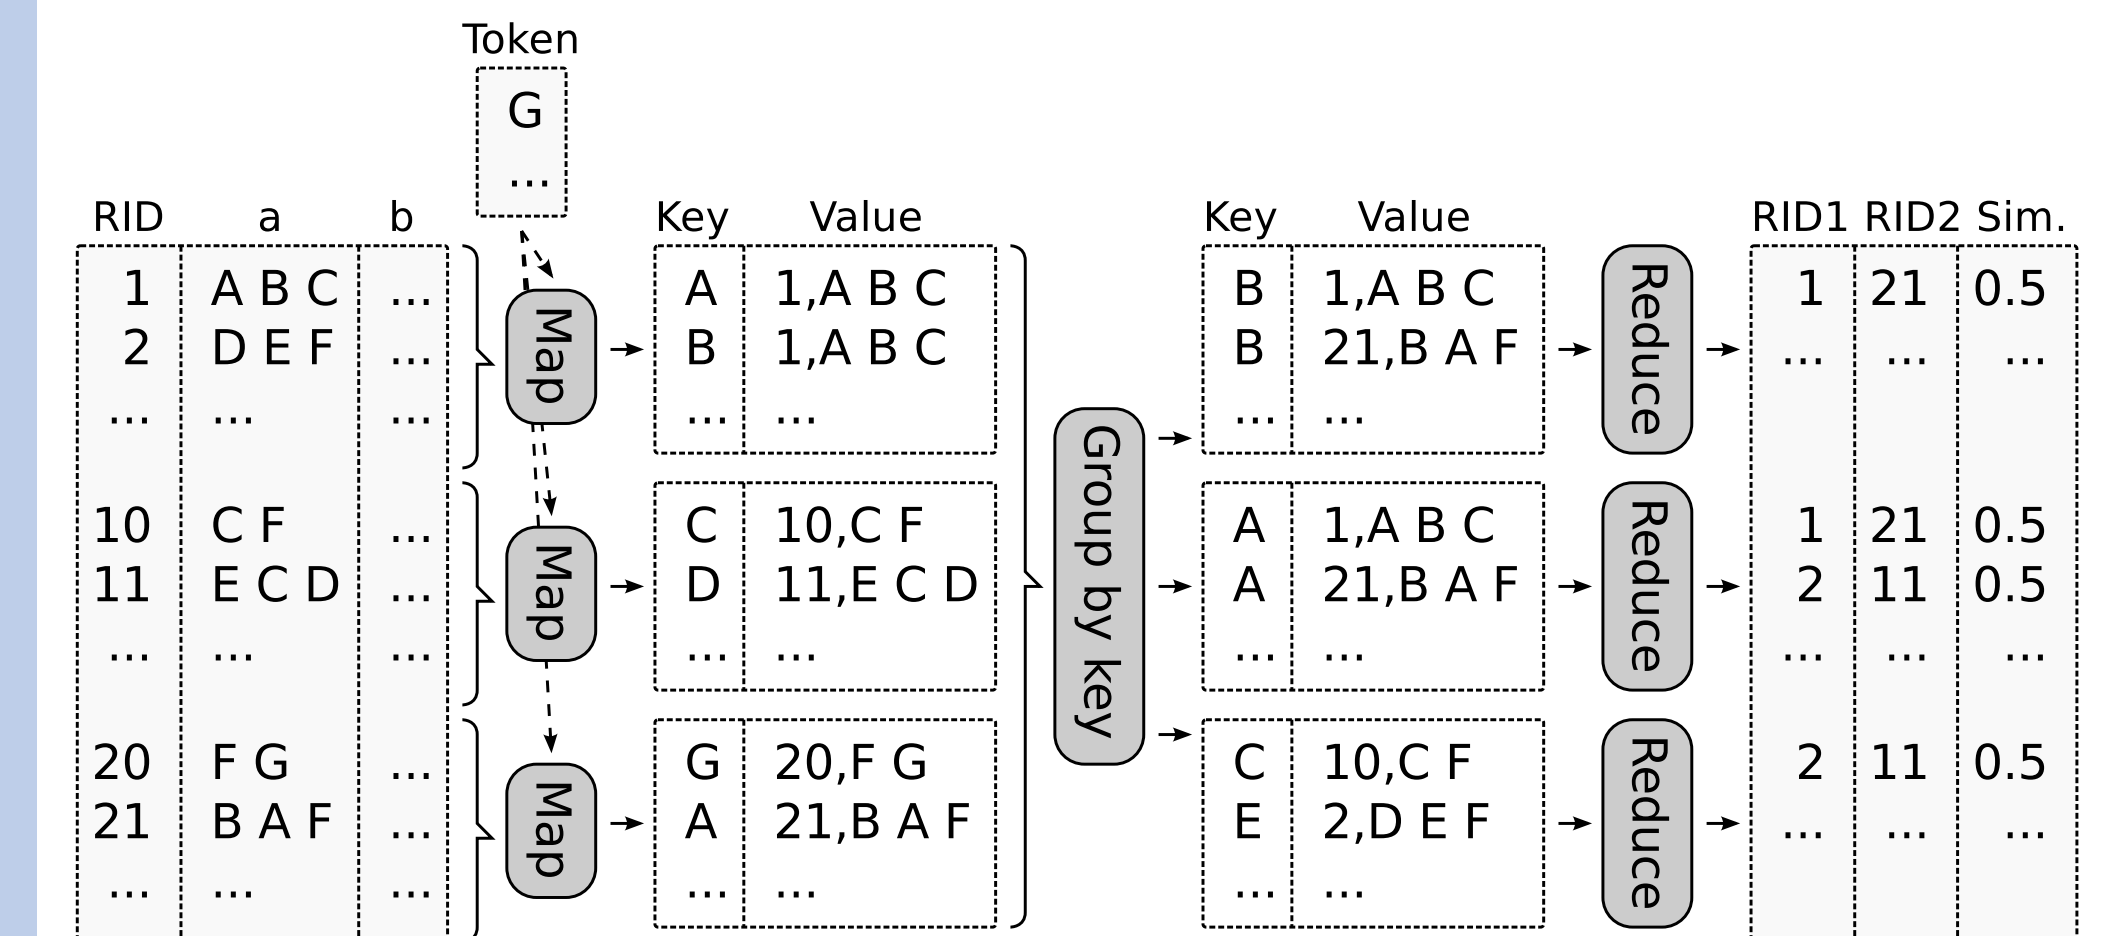 Token
G
...
RID a b Key Value Key Value RID1 RID2 Sim.
1 A B C ... A 1,A B C B 1,A B C 1 21 0.5
2 D E F ... B 1,A B C B 21,B A F ... ... ...
... ... ... ... ... ... ...
Map Reduce
Group by key
10 C F ... C 10,C F A 1,A B C 1 21 0.5
11 E C D ... D 11,E C D A 21,B A F 2 11 0.5
... ... ... ... ... ... ... ... ... ...
Map Reduce
20 F G ... G 20,F G C 10,C F 2 11 0.5
21 B A F ... A 21,B A F E 2,D E F ... ... ...
... ... ... ... ... ... ...
Map Reduce